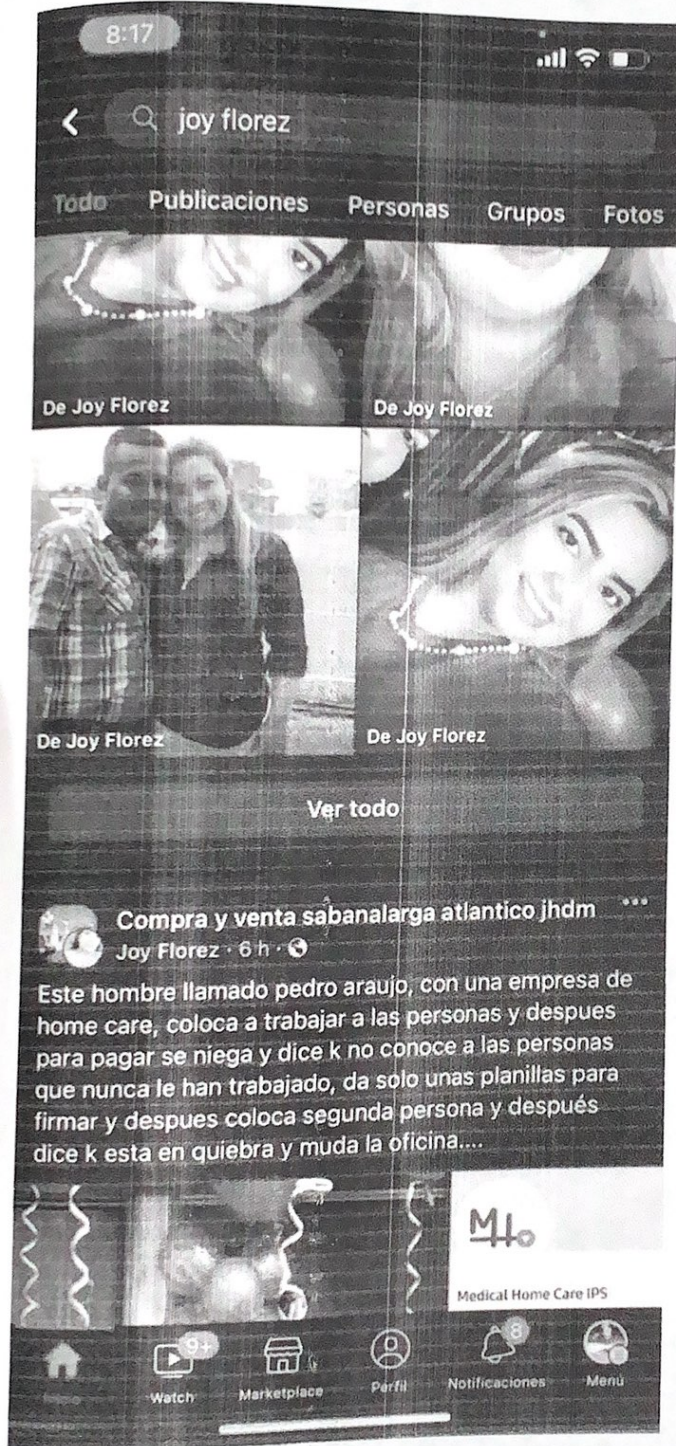 8:17
joy florez
Todo Publicaciones Personas Grupos Fotos
De Joy Florez De Joy Florez
De Joy Florez De Joy Florez
Ver todo
Compra y venta sabanalarga atlantico jhdm
Joy Florez · 6 h ·
Este hombre llamado pedro araujo, con una empresa de
home care, coloca a trabajar a las personas y despues
para pagar se niega y dice k no conoce a las personas
que nunca le han trabajado, da solo unas planillas para
firmar y despues coloca segunda persona y después
dice k esta en quiebra y muda la oficina....
MHo
Medical Home Care IPS
9+ 8
Watch Marketplace Perfil Notificaciones Menú